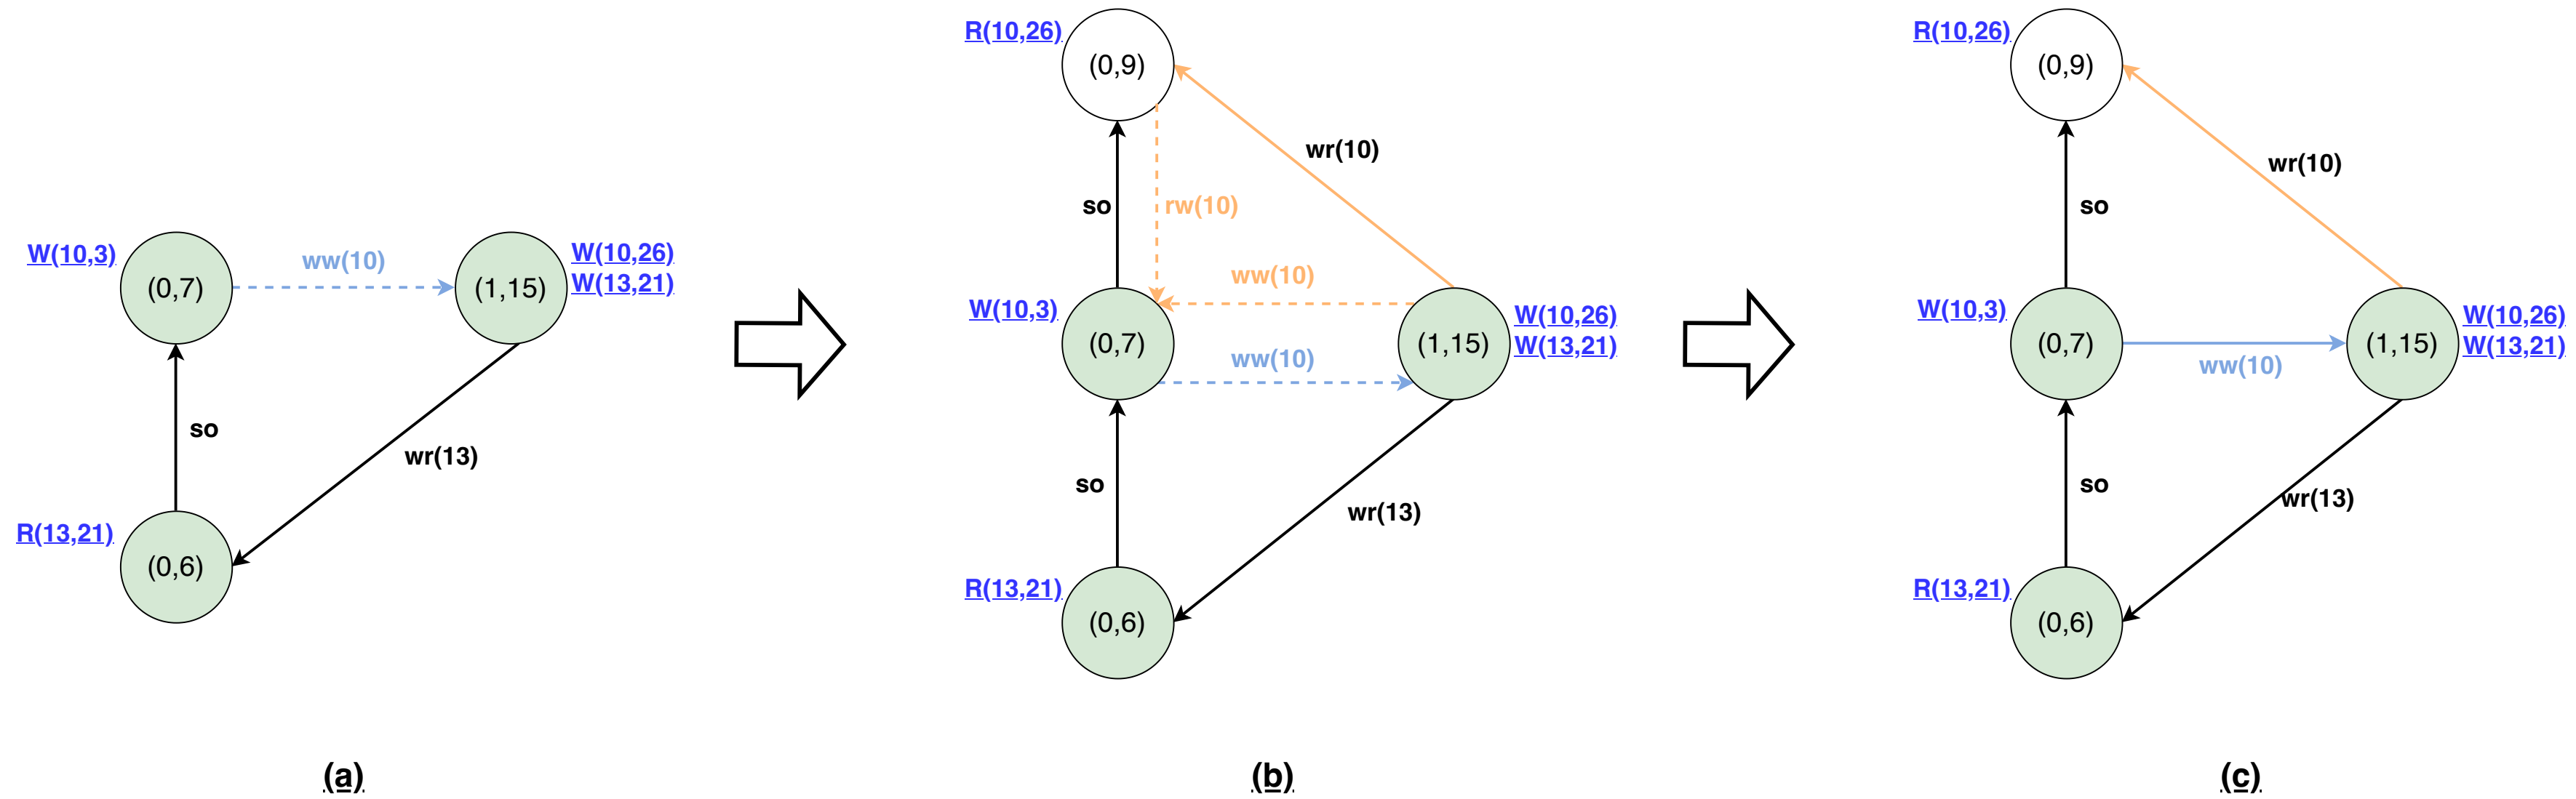 W(10,3)
(0,7)
ww(10)
(1,15)
W(10,26)
W(13,21)
so
wr(13)
R(13,21)
(0,6)
(a)
R(10,26)
(0,9)
wr(10)
so
rw(10)
ww(10)
W(10,3)
(0,7)
(1,15)
W(10,26)
W(13,21)
ww(10)
so
wr(13)
R(13,21)
(0,6)
(b)
R(10,26)
(0,9)
wr(10)
so
W(10,3)
(0,7)
ww(10)
(1,15)
W(10,26)
W(13,21)
so
wr(13)
R(13,21)
(0,6)
(c)